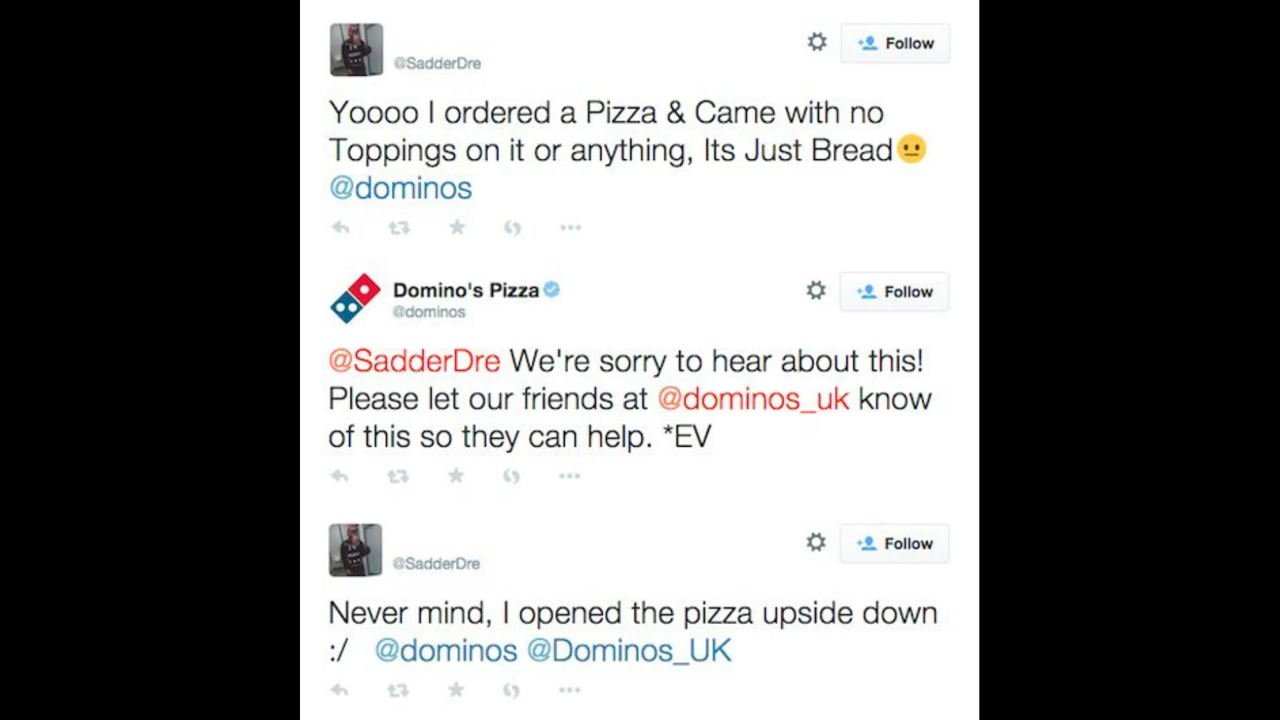 @SadderDre
Follow
Yoooo I ordered a Pizza & Came with no
Toppings on it or anything, Its Just Bread😐
@dominos
Domino's Pizza
@dominos
Follow
@SadderDre We're sorry to hear about this!
Please let our friends at @dominos_uk know
of this so they can help. *EV
@SadderDre
Follow
Never mind, I opened the pizza upside down
:/ @dominos @Dominos_UK